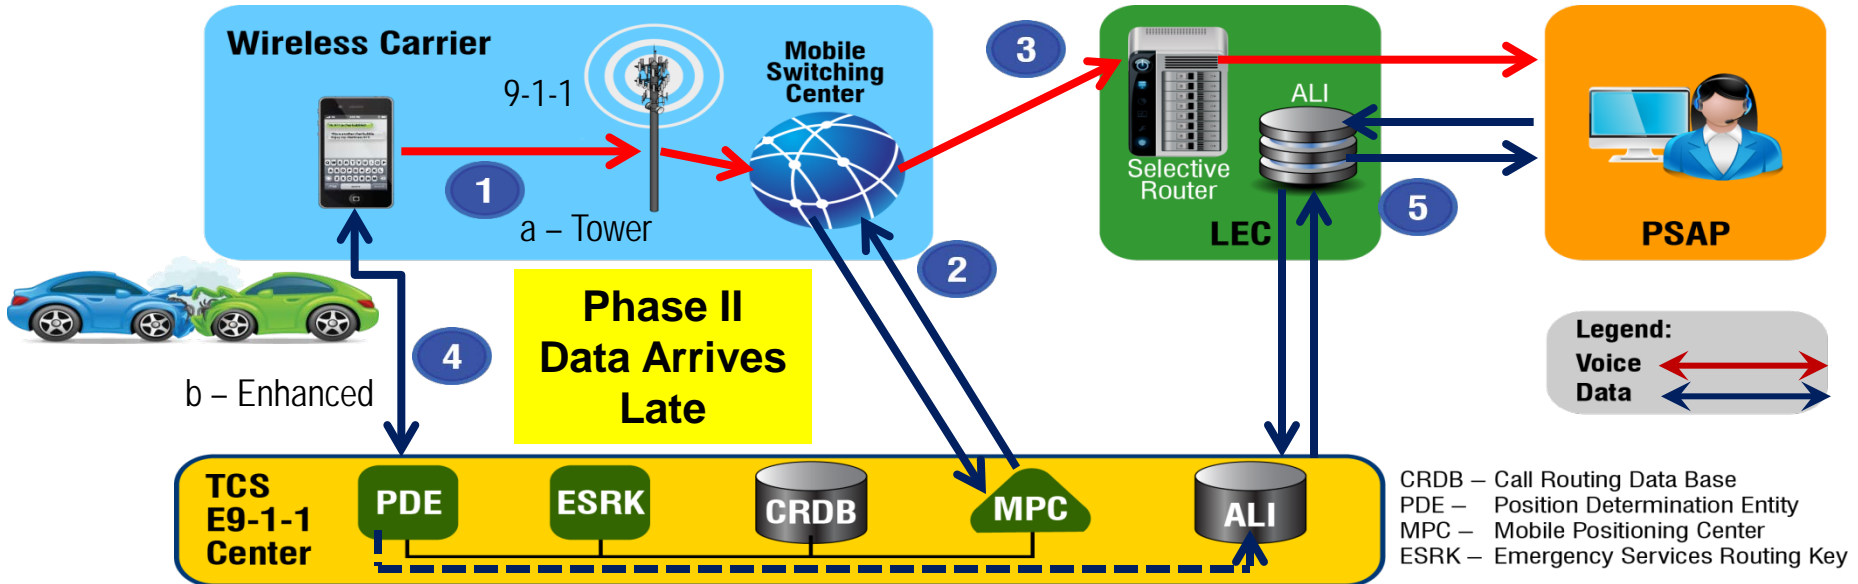 Wireless Carrier
9-1-1
Mobile
Switching
Center
1
a – Tower
2
3
ALI
Selective
Router
LEC
5
PSAP
4
b – Enhanced
Phase II
Data Arrives
Late
Legend:
Voice
Data
TCS
E9-1-1
Center
PDE
ESRK
CRDB
MPC
ALI
CRDB – Call Routing Data Base
PDE – Position Determination Entity
MPC – Mobile Positioning Center
ESRK – Emergency Services Routing Key